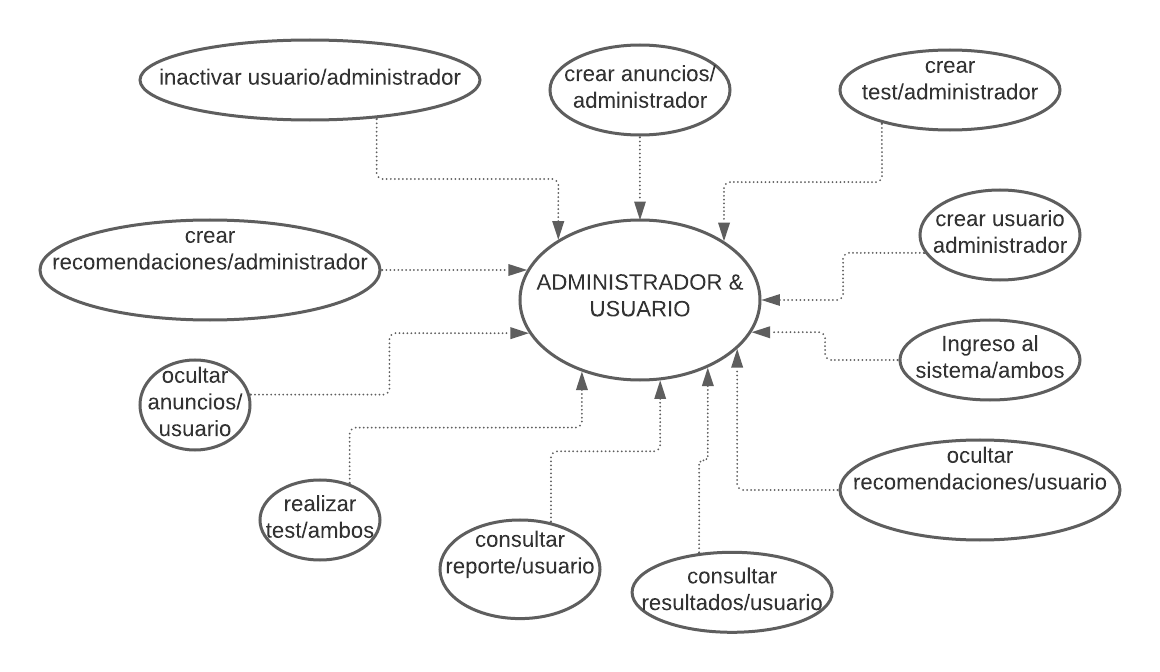 inactivar usuario/administrador
crear anuncios/
administrador
crear
test/administrador
crear
recomendaciones/administrador
crear usuario
administrador
ADMINISTRADOR &
USUARIO
Ingreso al
sistema/ambos
ocultar
anuncios/
usuario
ocultar
recomendaciones/usuario
realizar
test/ambos
consultar
reporte/usuario
consultar
resultados/usuario